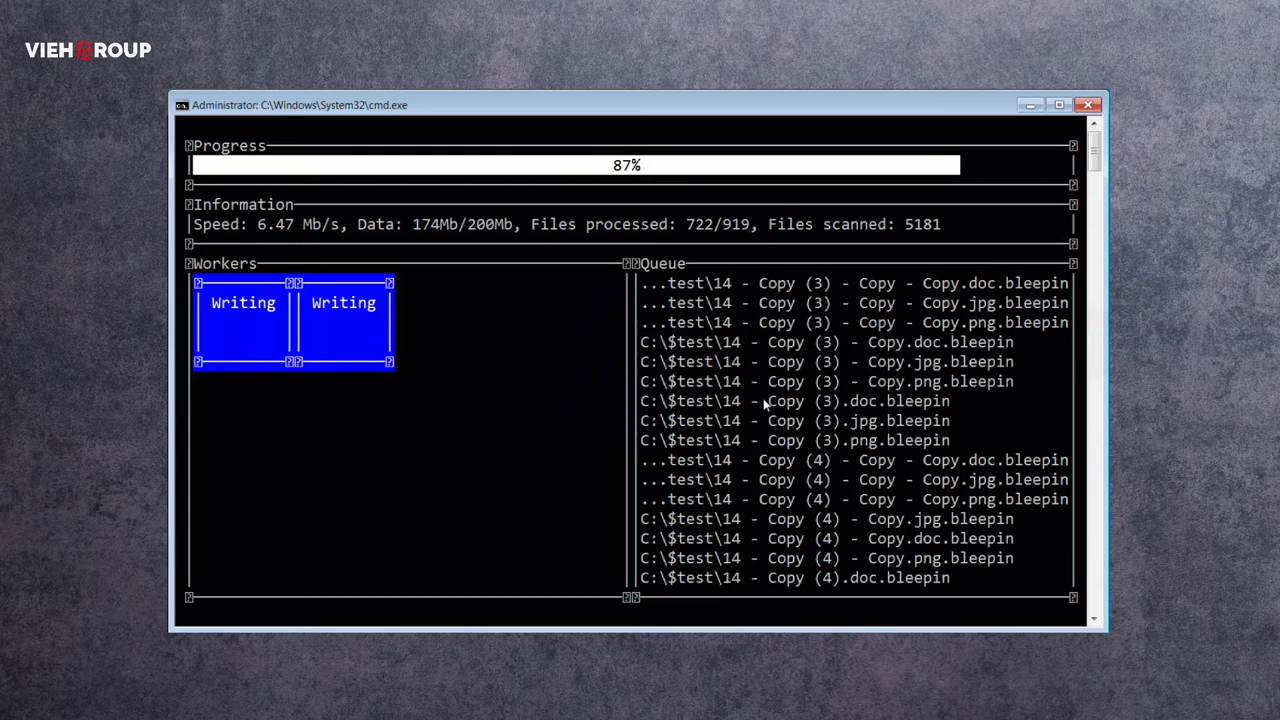 VIEHGROUP
Administrator: C:\Windows\System32\cmd.exe
Progress
87%
Information
Speed: 6.47 Mb/s, Data: 174Mb/200Mb, Files processed: 722/919, Files scanned: 5181
Workers
Writing Writing
Queue
...test\14 - Copy (3) - Copy - Copy.doc.bleepin
...test\14 - Copy (3) - Copy - Copy.jpg.bleepin
...test\14 - Copy (3) - Copy - Copy.png.bleepin
C:\$test\14 - Copy (3) - Copy.doc.bleepin
C:\$test\14 - Copy (3) - Copy.jpg.bleepin
C:\$test\14 - Copy (3) - Copy.png.bleepin
C:\$test\14 - Copy (3).doc.bleepin
C:\$test\14 - Copy (3).jpg.bleepin
C:\$test\14 - Copy (3).png.bleepin
...test\14 - Copy (4) - Copy - Copy.doc.bleepin
...test\14 - Copy (4) - Copy - Copy.jpg.bleepin
...test\14 - Copy (4) - Copy - Copy.png.bleepin
C:\$test\14 - Copy (4) - Copy.jpg.bleepin
C:\$test\14 - Copy (4) - Copy.doc.bleepin
C:\$test\14 - Copy (4) - Copy.png.bleepin
C:\$test\14 - Copy (4).doc.bleepin